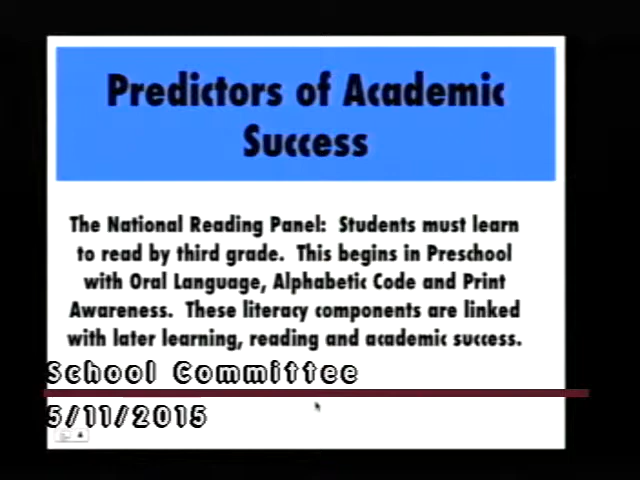 Predictors of Academic
Success
The National Reading Panel: Students must learn
to read by third grade. This begins in Preschool
with Oral Language, Alphabetic Code and Print
Awareness. These literacy components are linked
with later learning, reading and academic success.
School Committee
5/11/2015